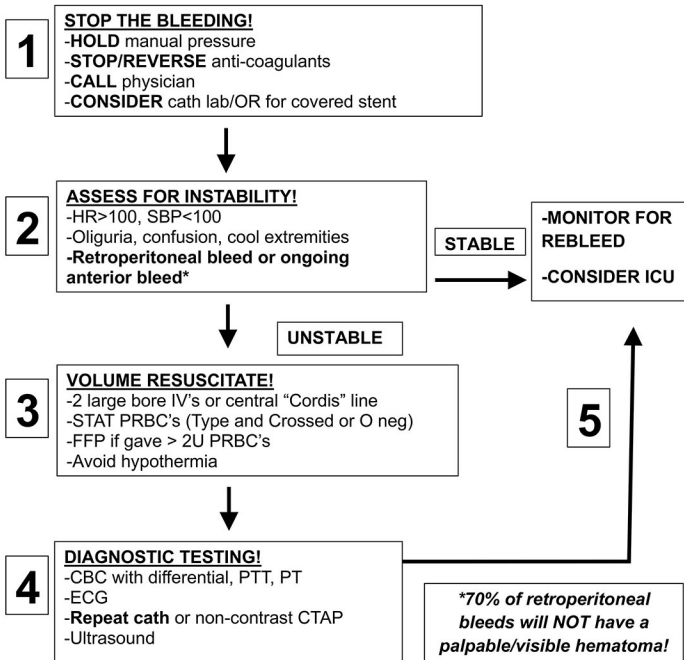 1
STOP THE BLEEDING!
-HOLD manual pressure
-STOP/REVERSE anti-coagulants
-CALL physician
-CONSIDER cath lab/OR for covered stent
2
ASSESS FOR INSTABILITY!
-HR>100, SBP<100
-Oliguria, confusion, cool extremities
-Retroperitoneal bleed or ongoing
anterior bleed*
STABLE
-MONITOR FOR
REBLEED
-CONSIDER ICU
UNSTABLE
3
VOLUME RESUSCITATE!
-2 large bore IV's or central “Cordis” line
-STAT PRBC's (Type and Crossed or O neg)
-FFP if gave > 2U PRBC's
-Avoid hypothermia
5
4
DIAGNOSTIC TESTING!
-CBC with differential, PTT, PT
-ECG
-Repeat cath or non-contrast CTAP
-Ultrasound
*70% of retroperitoneal
bleeds will NOT have a
palpable/visible hematoma!